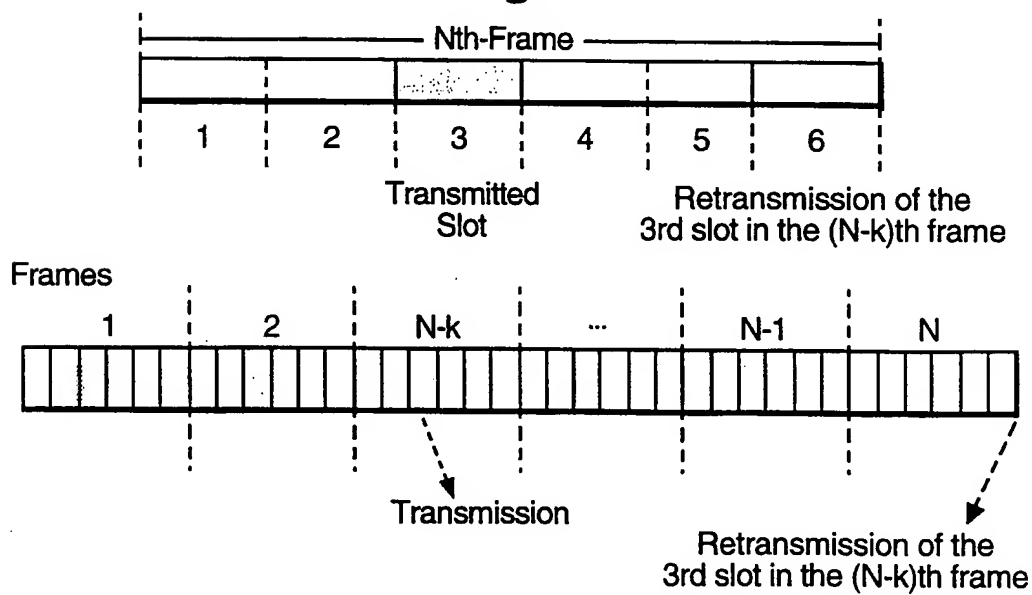 Nth-Frame
1 2 3 4 5 6
Transmitted
Slot
Retransmission of the
3rd slot in the (N-k)th frame
Frames
1 2 N-k ... N-1 N
Transmission
Retransmission of the
3rd slot in the (N-k)th frame